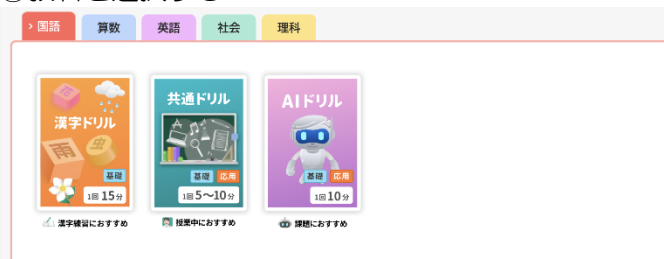 > 国語 算数 英語 社会 理科
漢字ドリル
花
雨
虫
基礎
1回 15分
漢字練習におすすめ
共通ドリル
基礎 応用
1回 5〜10分
授業中におすすめ
AIドリル
基礎 応用
1回 10分
課題におすすめ